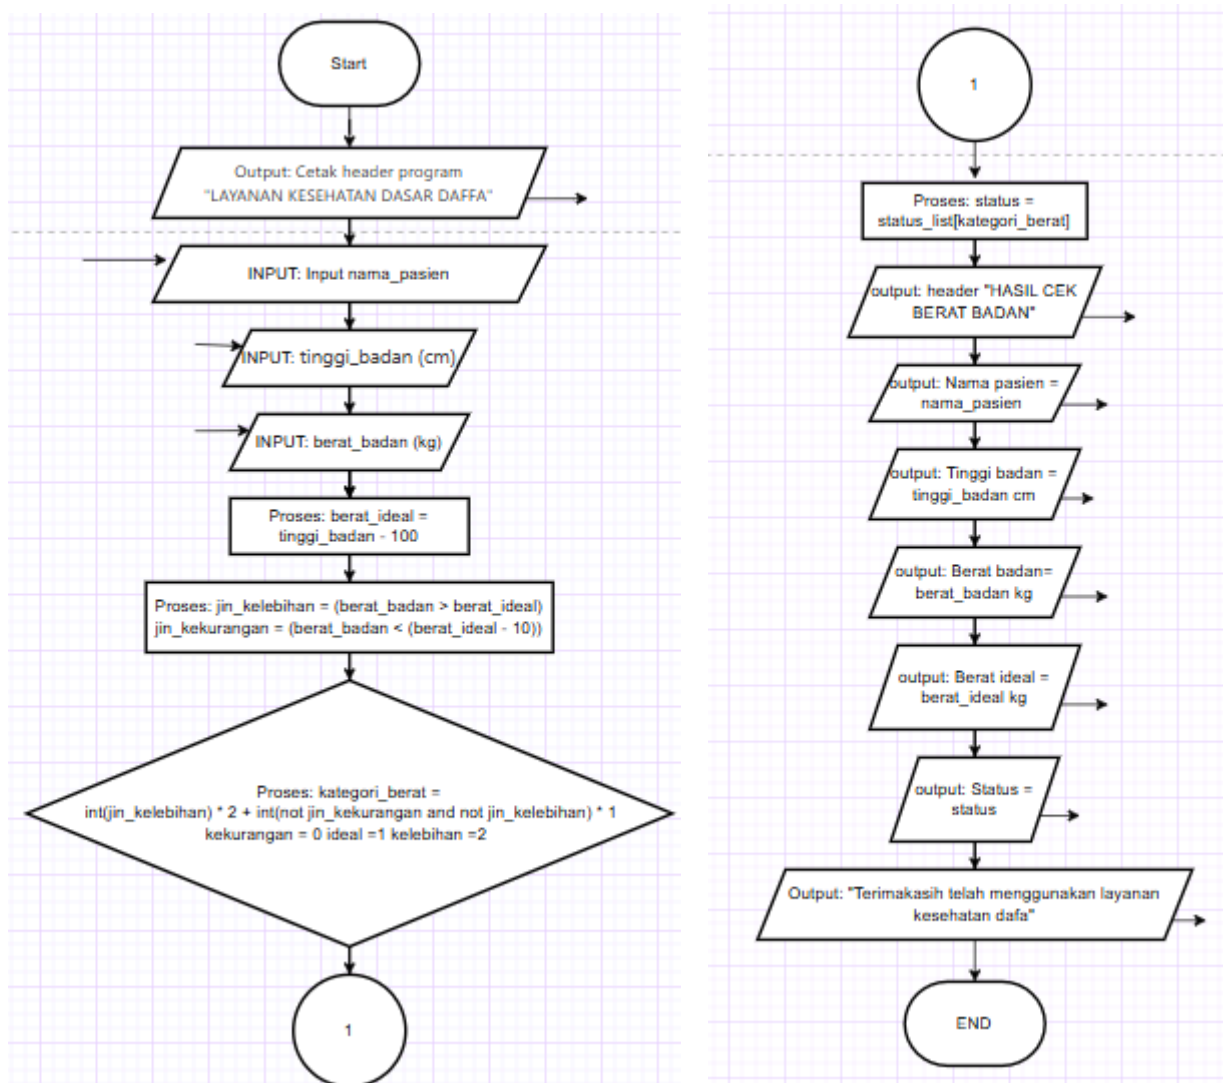 Start
Output: Cetak header program
"LAYANAN KESEHATAN DASAR DAFFA"
INPUT: Input nama_pasien
INPUT: tinggi_badan (cm)
INPUT: berat_badan (kg)
Proses: berat_ideal =
tinggi_badan - 100
Proses: jin_kelebihan = (berat_badan > berat_ideal)
jin_kekurangan = (berat_badan < (berat_ideal - 10))
Proses: kategori_berat =
int(jin_kelebihan) * 2 + int(not jin_kekurangan and not jin_kelebihan) * 1
kekurangan = 0 ideal =1 kelebihan =2
1
1
Proses: status =
status_list[kategori_berat]
output: header "HASIL CEK
BERAT BADAN"
output: Nama pasien =
nama_pasien
output: Tinggi badan =
tinggi_badan cm
output: Berat badan=
berat_badan kg
output: Berat ideal =
berat_ideal kg
output: Status =
status
Output: "Terimakasih telah menggunakan layanan
kesehatan dafa"
END